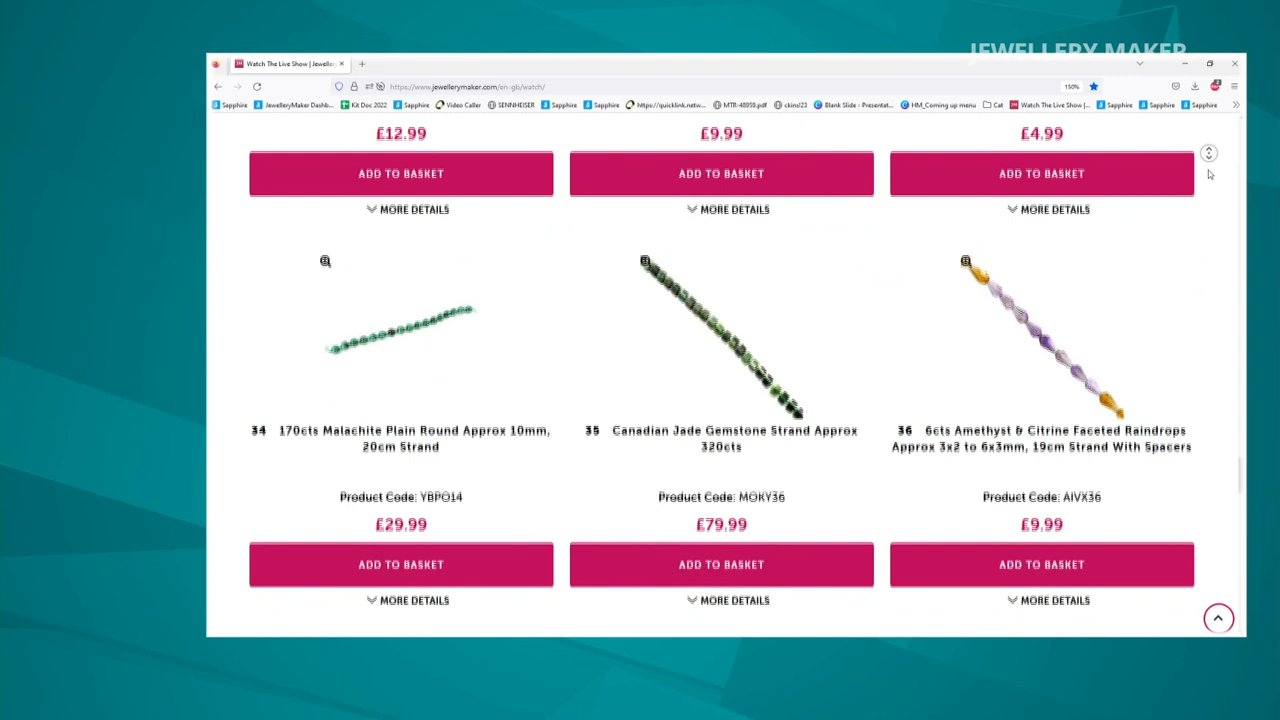 JEWELLERY MAKER
Watch The Live Show | Jeweller
https://www.jewellerymaker.com/en-gb/watch/
150%
Sapphire
JewelleryMaker Dashb...
Kit Doc 2022
Sapphire
Video Caller
SENNHEISER
Sapphire
Sapphire
https://quicklink.netw...
MTR-48959.pdf
ckinsl23
Blank Slide - Presentat...
HM_Coming up menu
Cat
Watch The Live Show |...
Sapphire
Sapphire
Sapphire
£12.99
£9.99
£4.99
ADD TO BASKET
ADD TO BASKET
ADD TO BASKET
MORE DETAILS
MORE DETAILS
MORE DETAILS
34 170cts Malachite Plain Round Approx 10mm,
20cm Strand
35 Canadian Jade Gemstone Strand Approx
320cts
36 6cts Amethyst & Citrine Faceted Raindrops
Approx 3x2 to 6x3mm, 19cm Strand With Spacers
Product Code: YBPO14
Product Code: MOKY36
Product Code: AIVX36
£29.99
£79.99
£9.99
ADD TO BASKET
ADD TO BASKET
ADD TO BASKET
MORE DETAILS
MORE DETAILS
MORE DETAILS